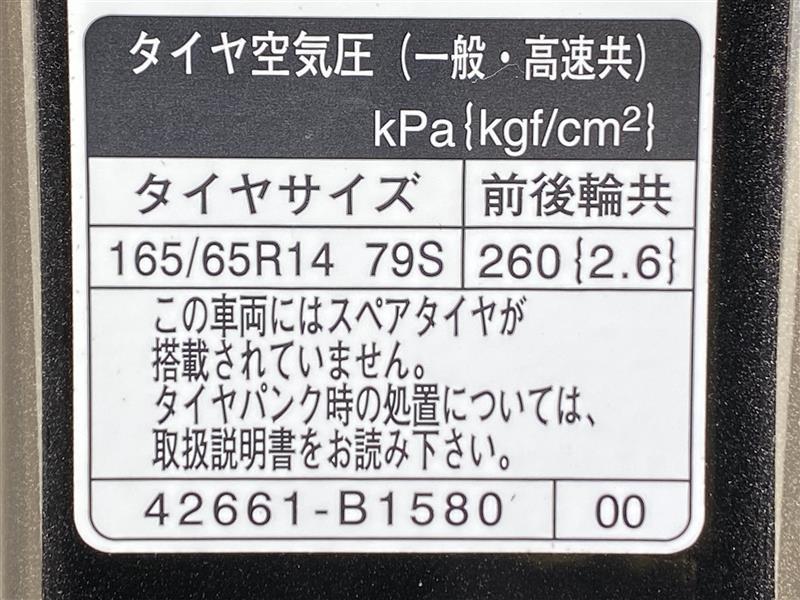 タイヤ空気圧（一般・高速共）
kPa{kgf/cm²}
タイヤサイズ 前後輪共
165/65R14 79S 260{2.6}
この車両にはスペアタイヤが
搭載されていません。
タイヤパンク時の処置については、
取扱説明書をお読み下さい。
42661-B1580 00